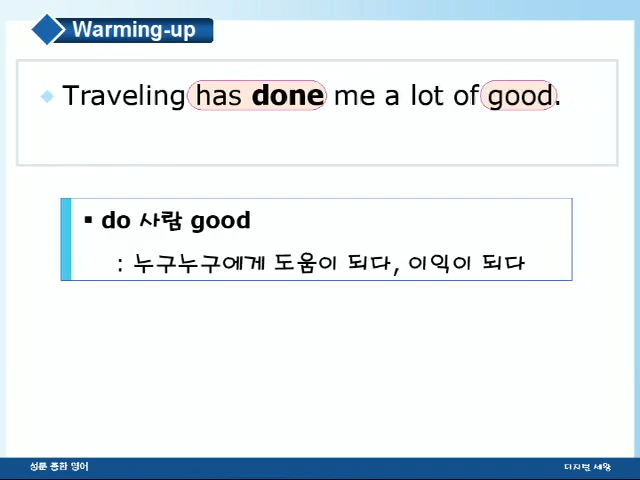 Warming-up
Traveling has done me a lot of good.
▪ do 사람 good
: 누구누구에게 도움이 되다, 이익이 되다
성문 종합 영어
디지털 세왕